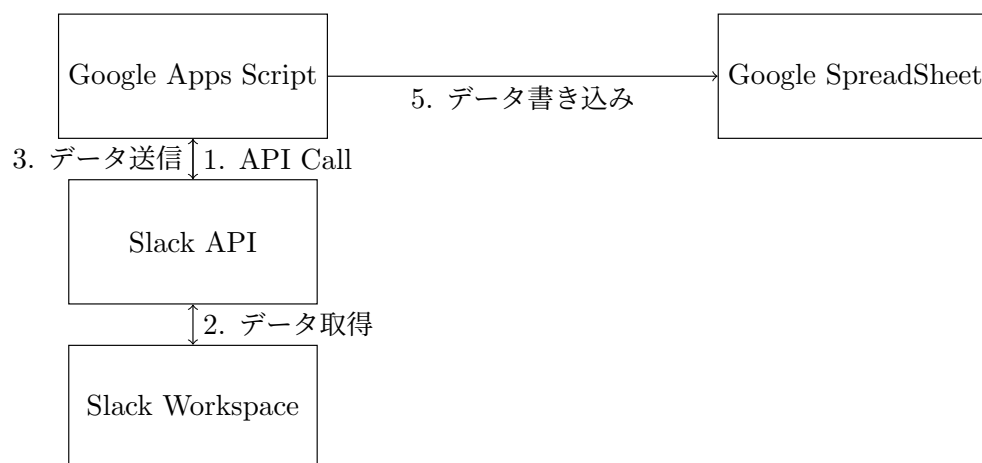 Google Apps Script
Google SpreadSheet
5. データ書き込み
3. データ送信
1. API Call
Slack API
2. データ取得
Slack Workspace